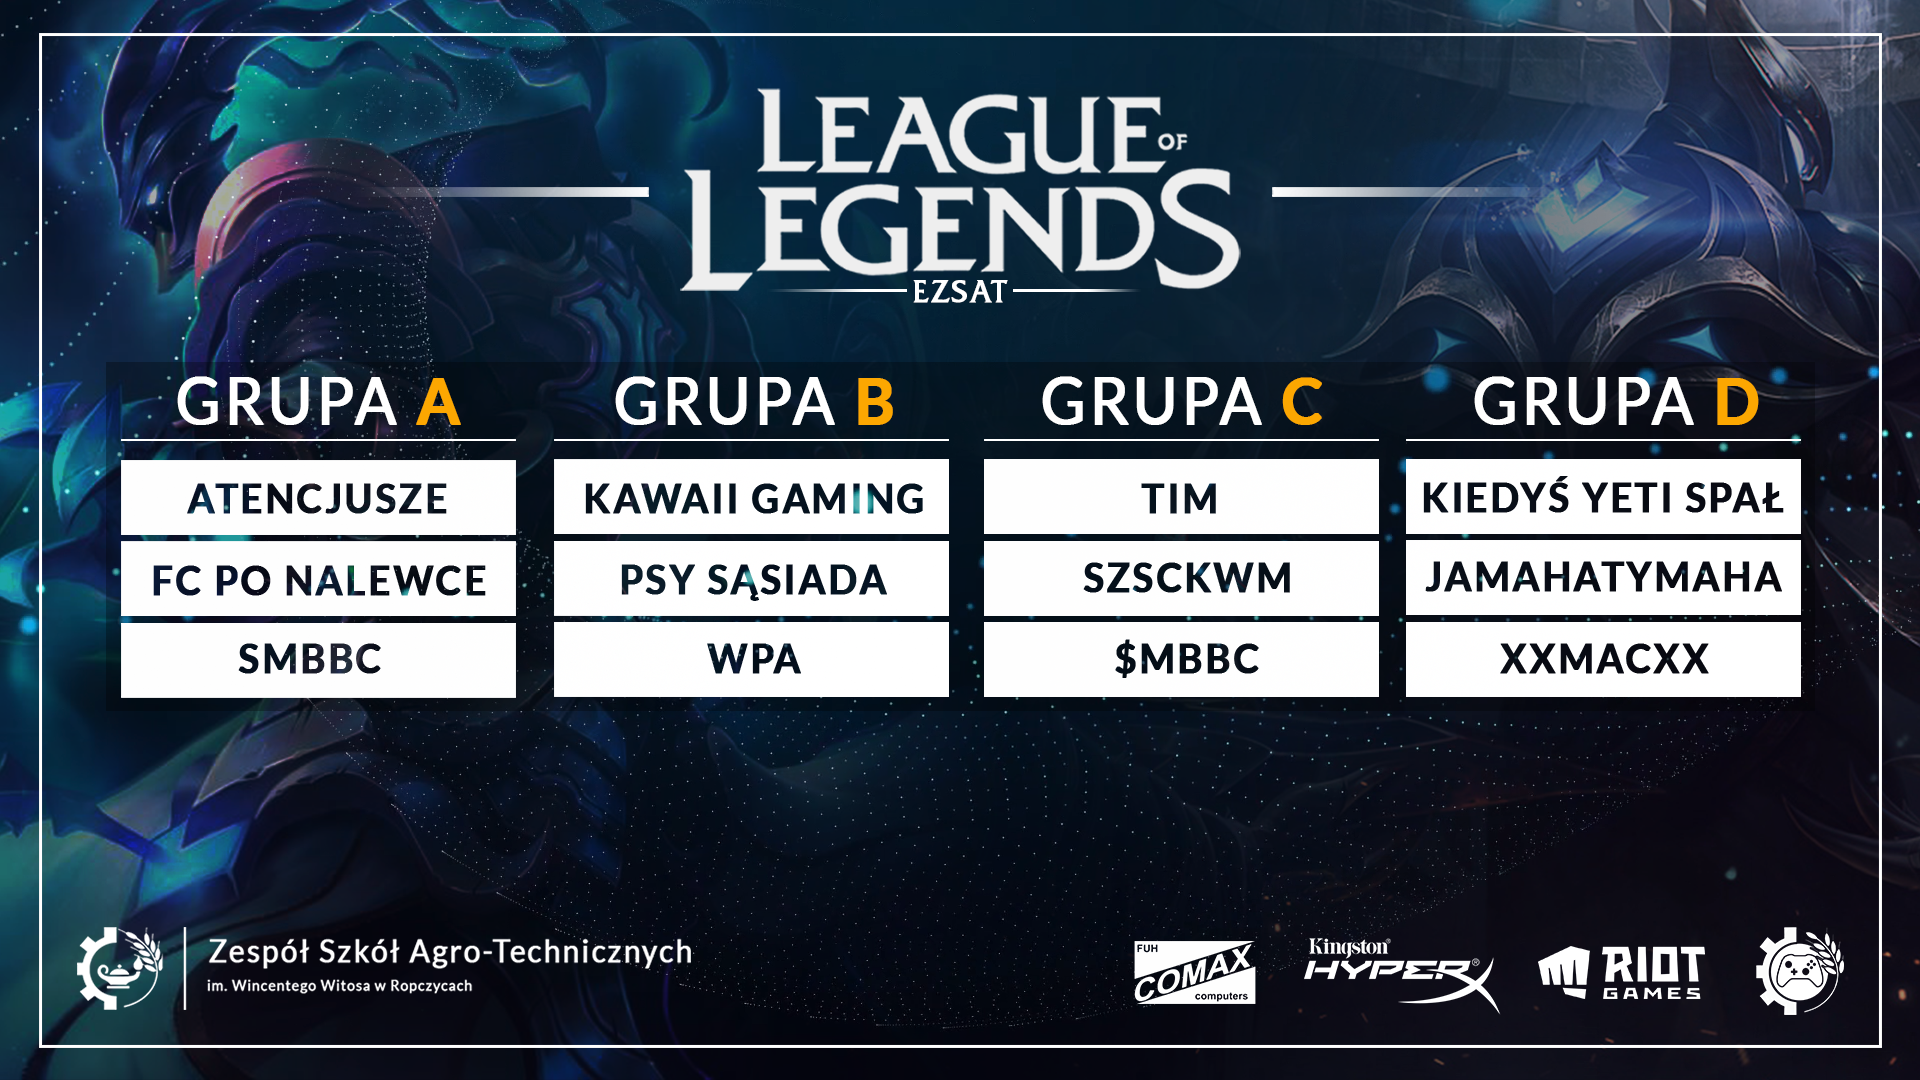 LEAGUE OF
LEGENDS
EZSAT
GRUPA A
ATENCJUSZE
FC PO NALEWCE
SMBBC
GRUPA B
KAWAII GAMING
PSY SĄSIADA
WPA
GRUPA C
TIM
SZSCKWM
$MBBC
GRUPA D
KIEDYŚ YETI SPAŁ
JAMAHATYMAHA
XXMACXX
Zespół Szkół Agro-Technicznych
im. Wincentego Witosa w Ropczycach
FUH
COMAX
computers
Kingston®
HYPERX®
RIOT
GAMES